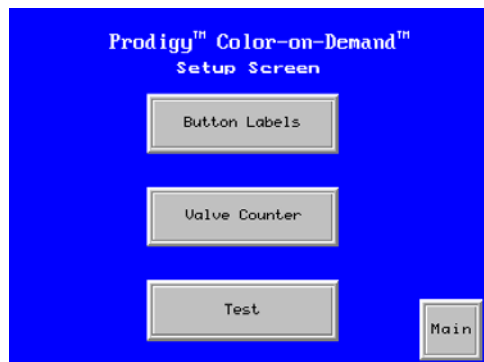 Prodigy™ Color-on-Demand™
Setup Screen
Button Labels
Valve Counter
Test
Main